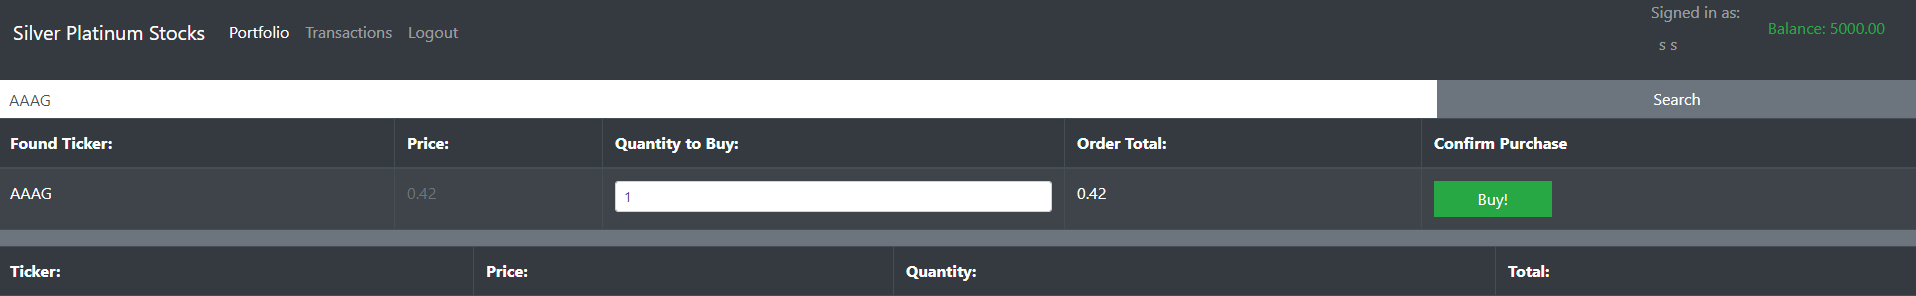 Silver Platinum Stocks Portfolio Transactions Logout
Signed in as:
s s
Balance: 5000.00
AAAG Search
Found Ticker: Price: Quantity to Buy: Order Total: Confirm Purchase
AAAG 0.42 1 0.42 Buy!
Ticker: Price: Quantity: Total: